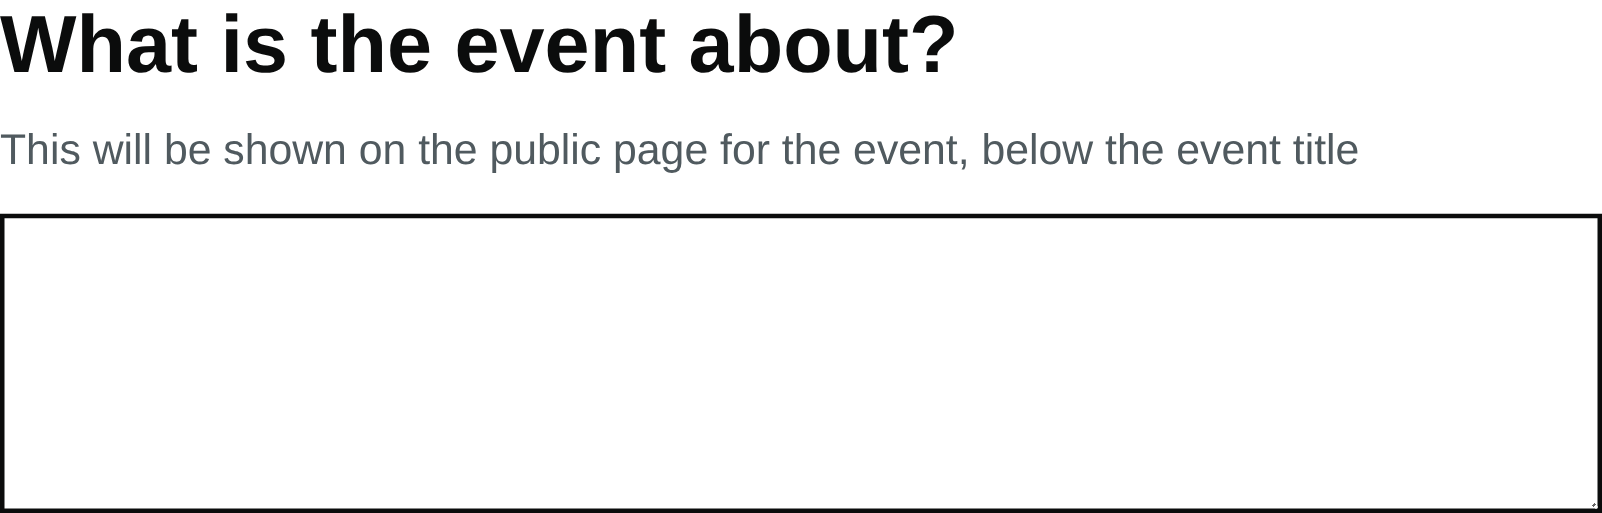 What is the event about?
This will be shown on the public page for the event, below the event title